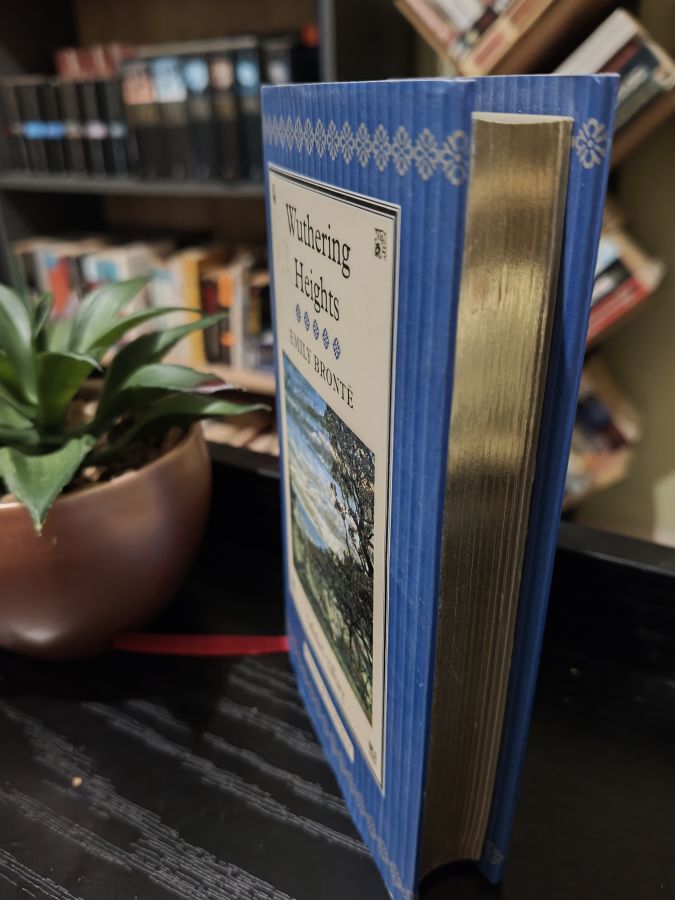 Wuthering
Heights
EMILY BRONTË